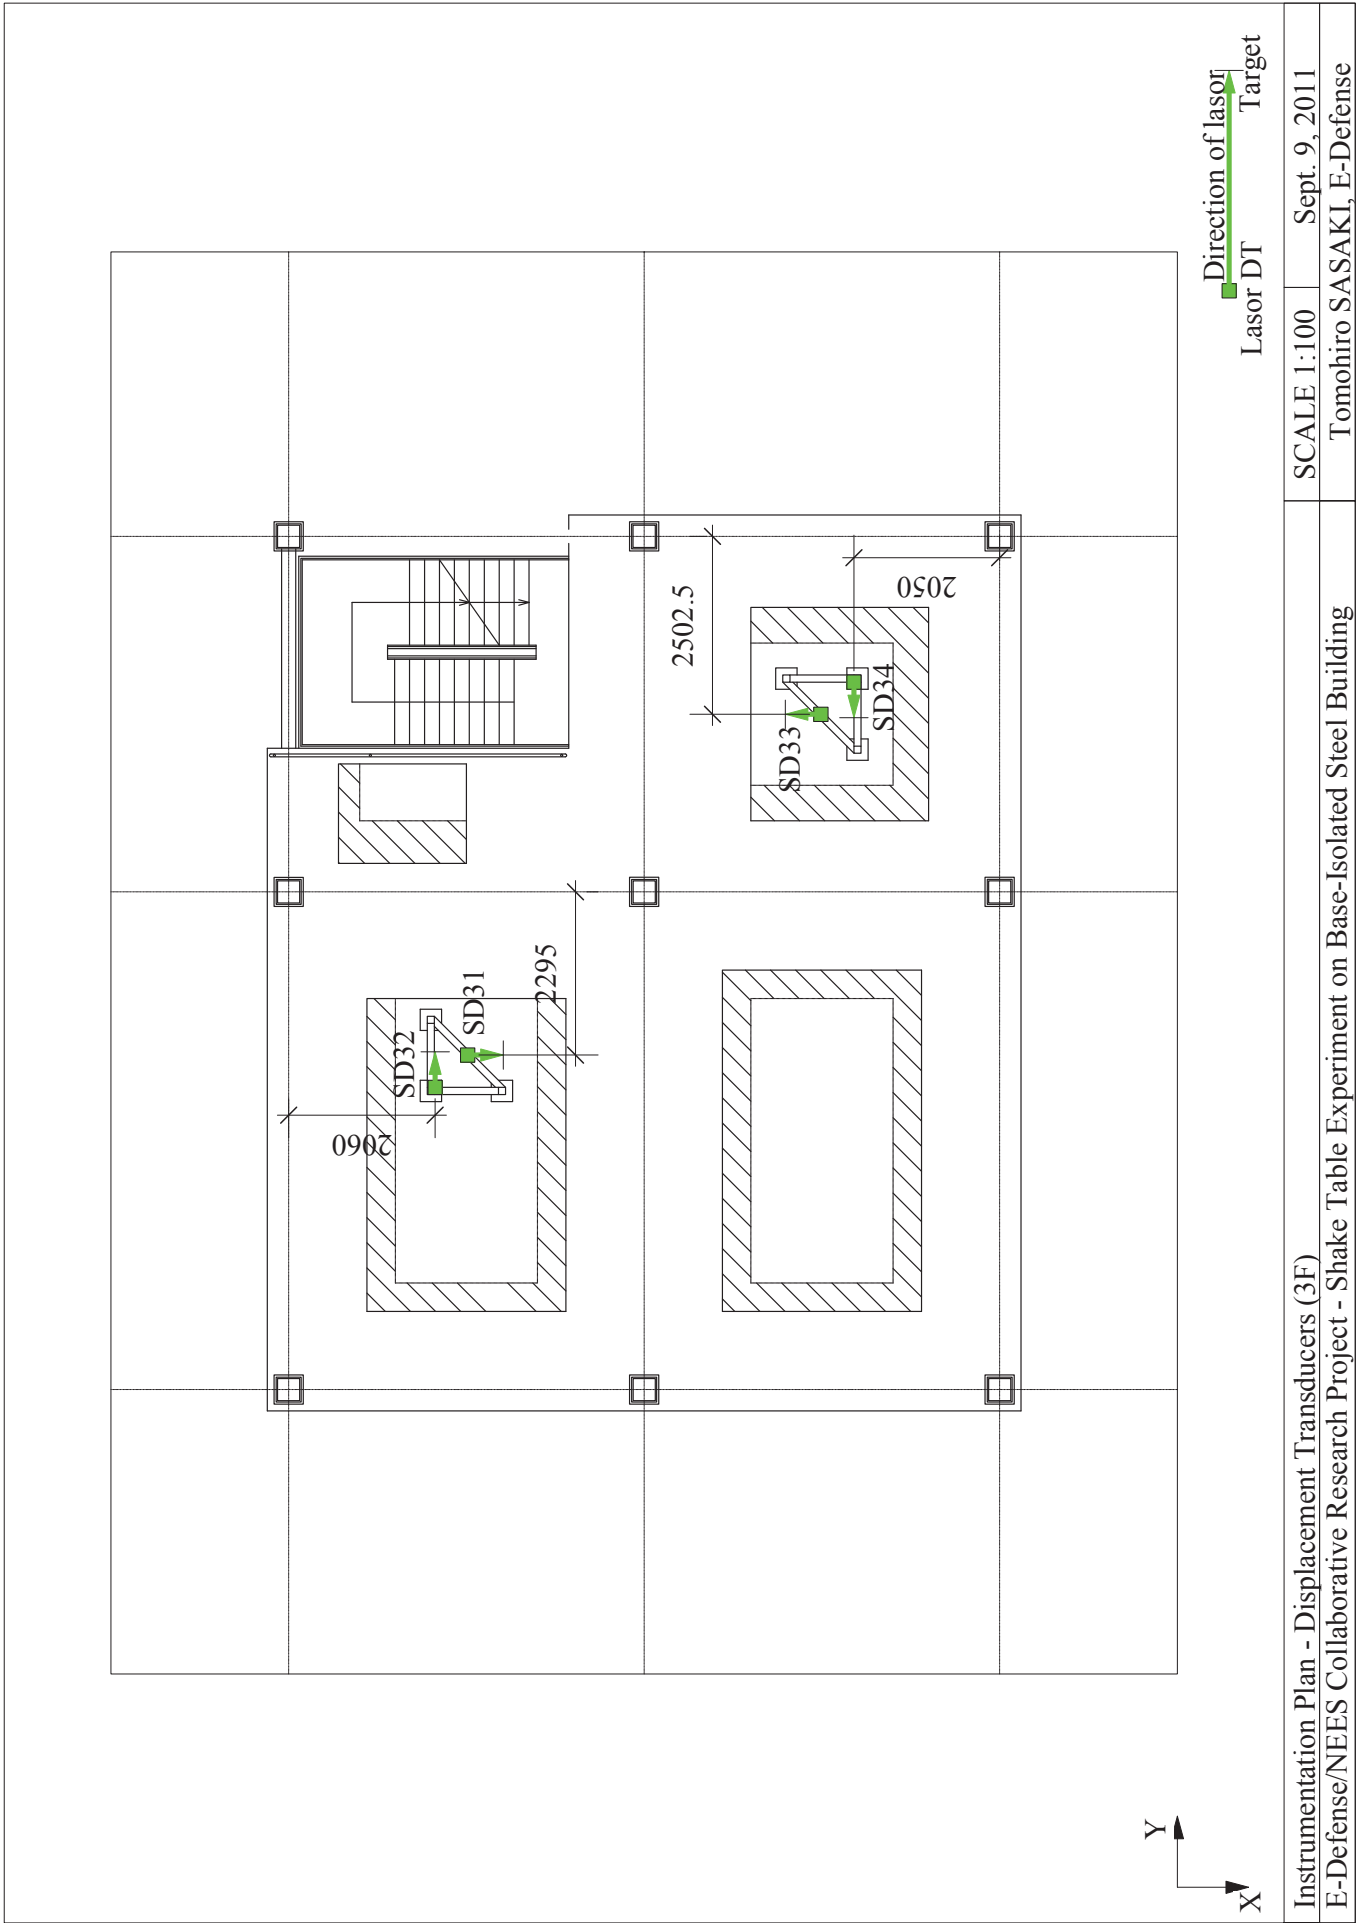 2060
SD32
SD31
2295
2502.5
SD33
SD34
2050
Direction of lasor
Lasor DT
Target
Y
X
Instrumentation Plan - Displacement Transducers (3F)
SCALE 1:100
Sept. 9, 2011
E-Defense/NEES Collaborative Research Project - Shake Table Experiment on Base-Isolated Steel Building
Tomohiro SASAKI, E-Defense